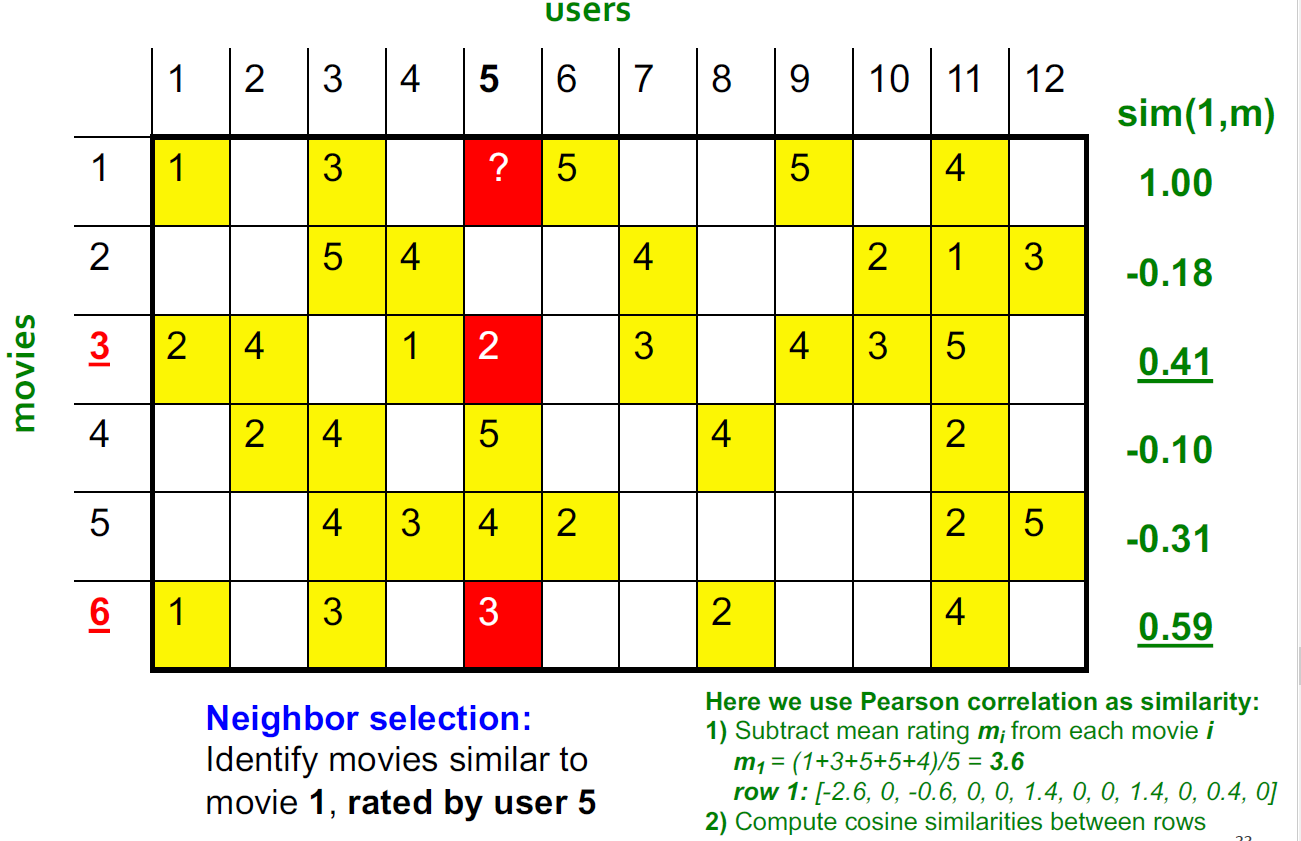 users
1 2 3 4 5 6 7 8 9 10 11 12
sim(1,m)
1 1 3 ? 5 5 4 1.00
2 5 4 4 2 1 3 -0.18
3 2 4 1 2 3 4 3 5 0.41
4 2 4 5 4 2 -0.10
5 4 3 4 2 2 5 -0.31
6 1 3 3 2 4 0.59
movies
Neighbor selection:
Identify movies similar to
movie 1, rated by user 5
Here we use Pearson correlation as similarity:
1) Subtract mean rating mi from each movie i
m1 = (1+3+5+5+4)/5 = 3.6
row 1: [-2.6, 0, -0.6, 0, 0, 1.4, 0, 0, 1.4, 0, 0.4, 0]
2) Compute cosine similarities between rows